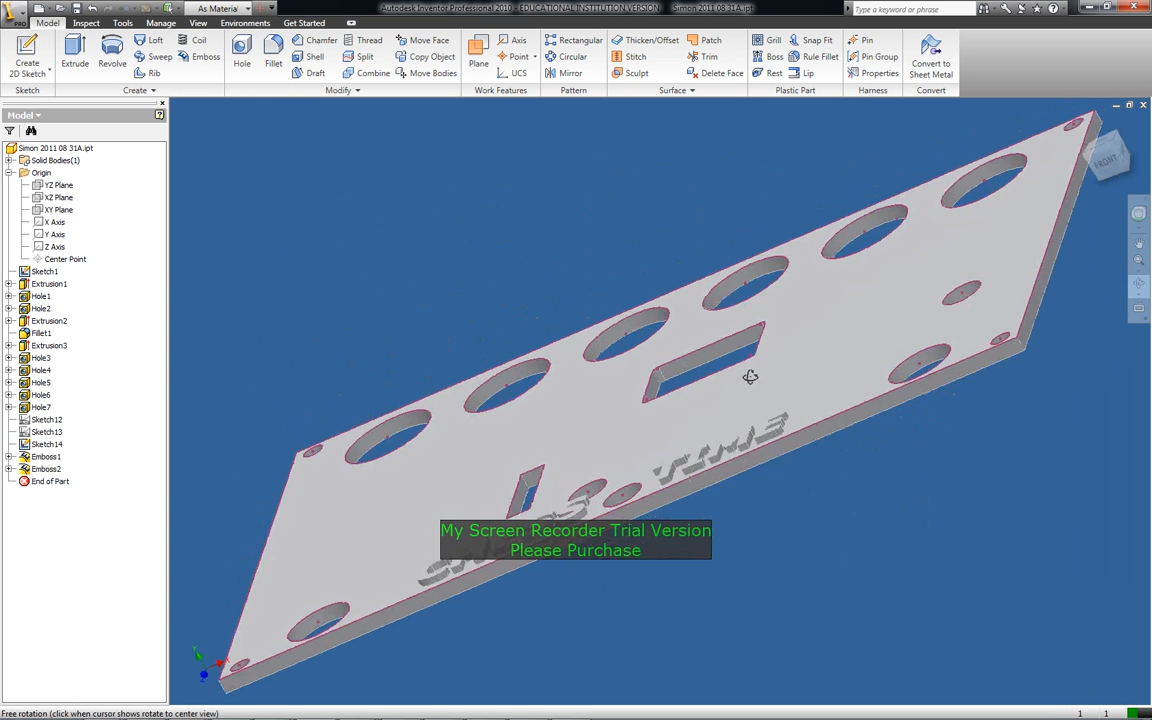 PRO
As Material
Autodesk Inventor Professional 2010 - EDUCATIONAL INSTITUTION VERSION Simon 2011 08 31A.ipt
Type a keyword or phrase
Model Inspect Tools Manage View Environments Get Started
Create
2D Sketch
Sketch
Extrude
Revolve
Loft
Sweep
Rib
Coil
Emboss
Create
Hole
Fillet
Chamfer
Shell
Draft
Thread
Split
Combine
Move Face
Copy Object
Move Bodies
Modify
Plane
Axis
Point
UCS
Work Features
Rectangular
Circular
Mirror
Pattern
Thicken/Offset
Stitch
Sculpt
Patch
Trim
Delete Face
Surface
Grill
Boss
Rest
Snap Fit
Rule Fillet
Lip
Plastic Part
Pin
Pin Group
Properties
Harness
Convert to
Sheet Metal
Convert
Model
Simon 2011 08 31A.ipt
Solid Bodies(1)
Origin
YZ Plane
XZ Plane
XY Plane
X Axis
Y Axis
Z Axis
Center Point
Sketch1
Extrusion1
Hole1
Hole2
Extrusion2
Fillet1
Extrusion3
Hole3
Hole4
Hole5
Hole6
Hole7
Sketch12
Sketch13
Sketch14
Emboss1
Emboss2
End of Part
FRONT
My Screen Recorder Trial Version
Please Purchase
Free rotation (click when cursor shows rotate to center view)
1 1